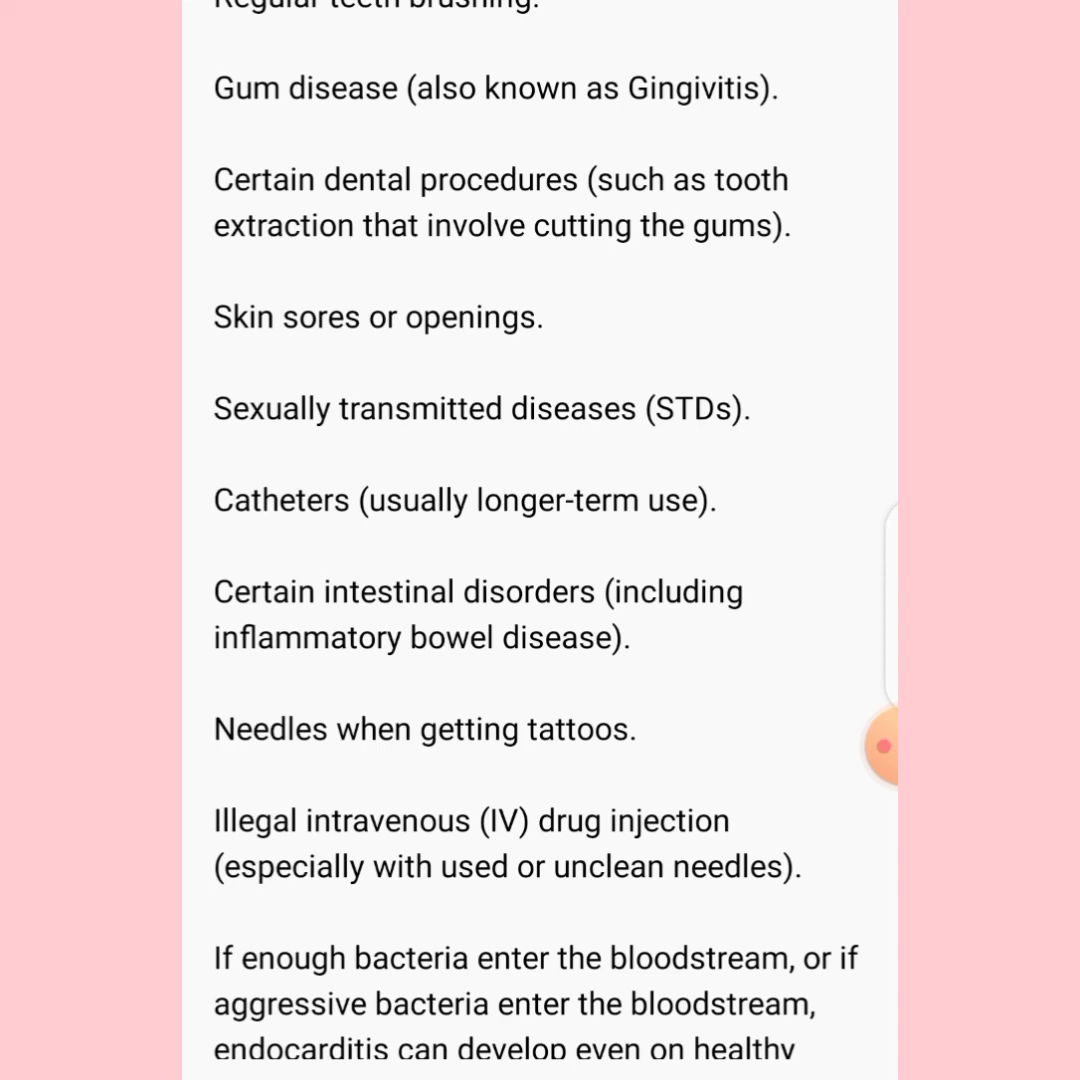 Regular teeth brushing.
Gum disease (also known as Gingivitis).
Certain dental procedures (such as tooth
extraction that involve cutting the gums).
Skin sores or openings.
Sexually transmitted diseases (STDs).
Catheters (usually longer-term use).
Certain intestinal disorders (including
inflammatory bowel disease).
Needles when getting tattoos.
Illegal intravenous (IV) drug injection
(especially with used or unclean needles).
If enough bacteria enter the bloodstream, or if
aggressive bacteria enter the bloodstream,
endocarditis can develop even on healthy